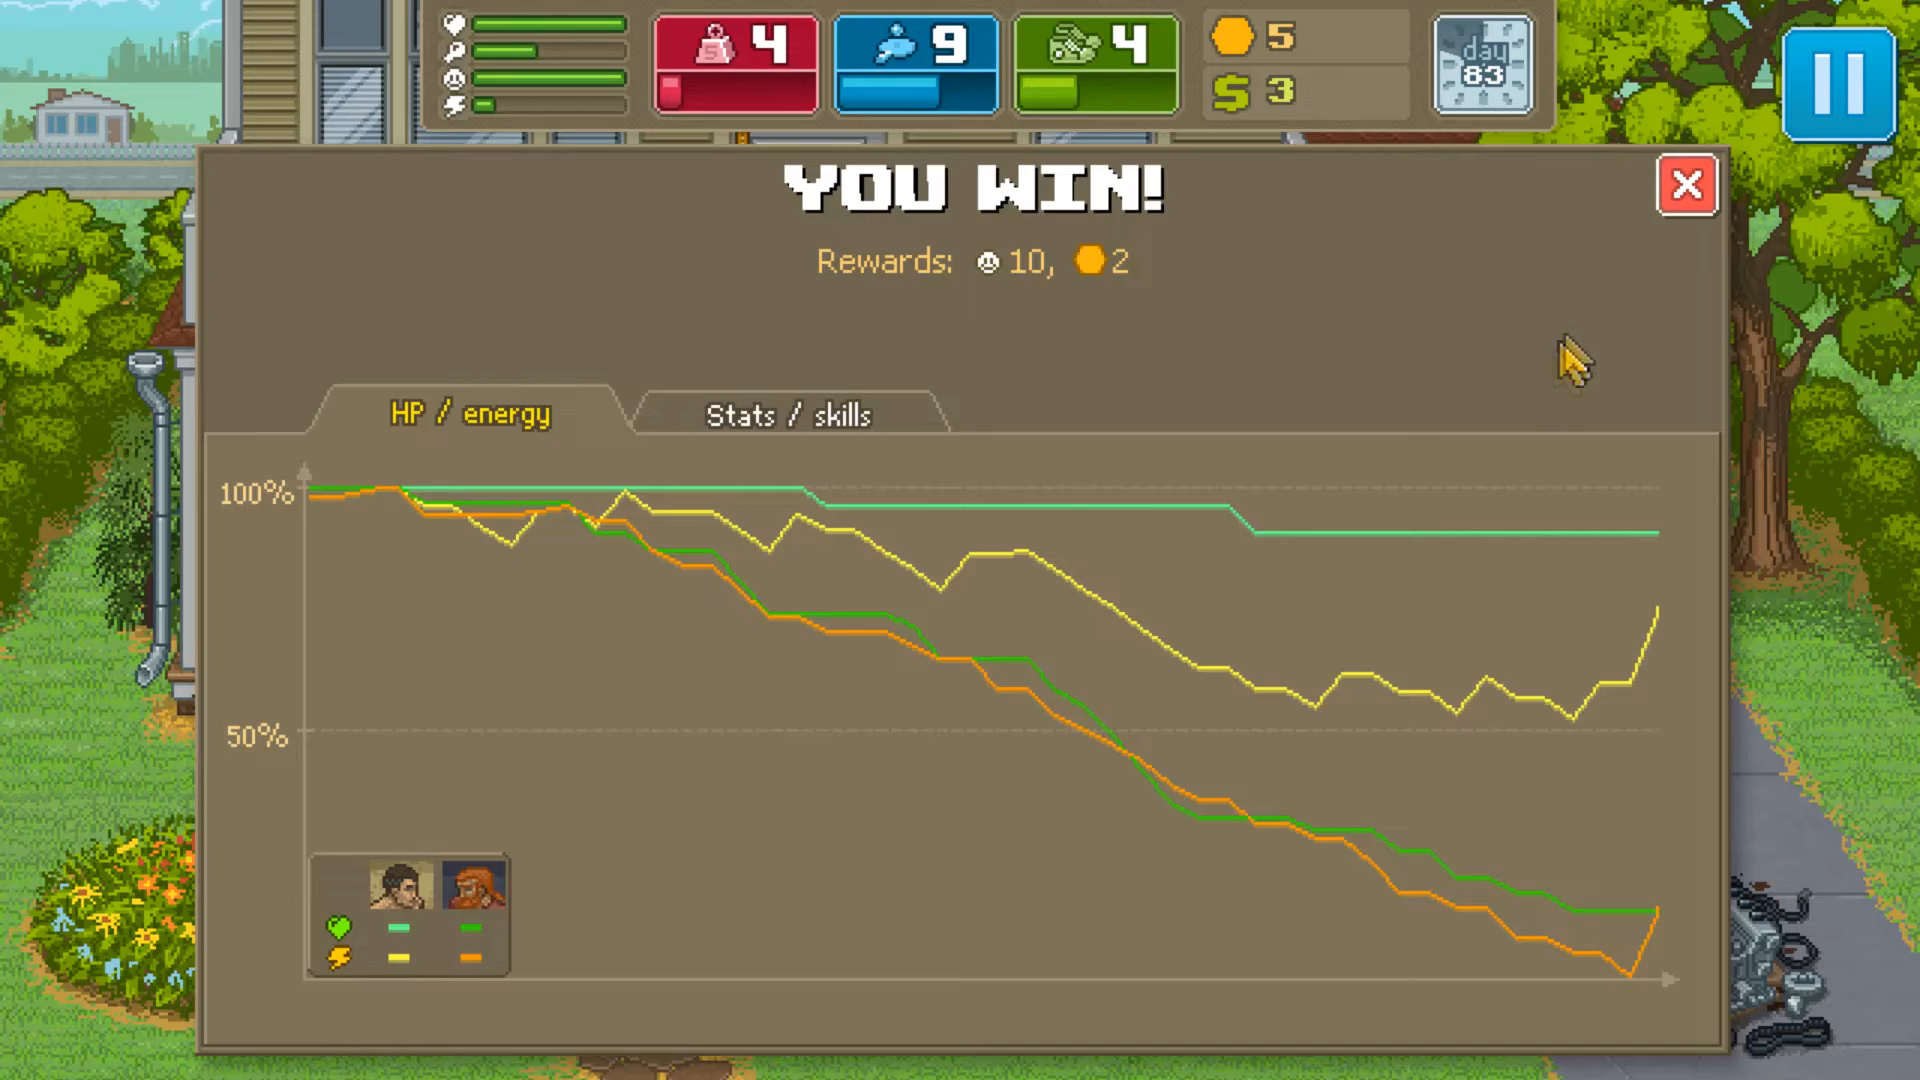 4
9
4
5
$ 3
day
83
YOU WIN!
Rewards: 10, 2
HP / energy
Stats / skills
100%
50%